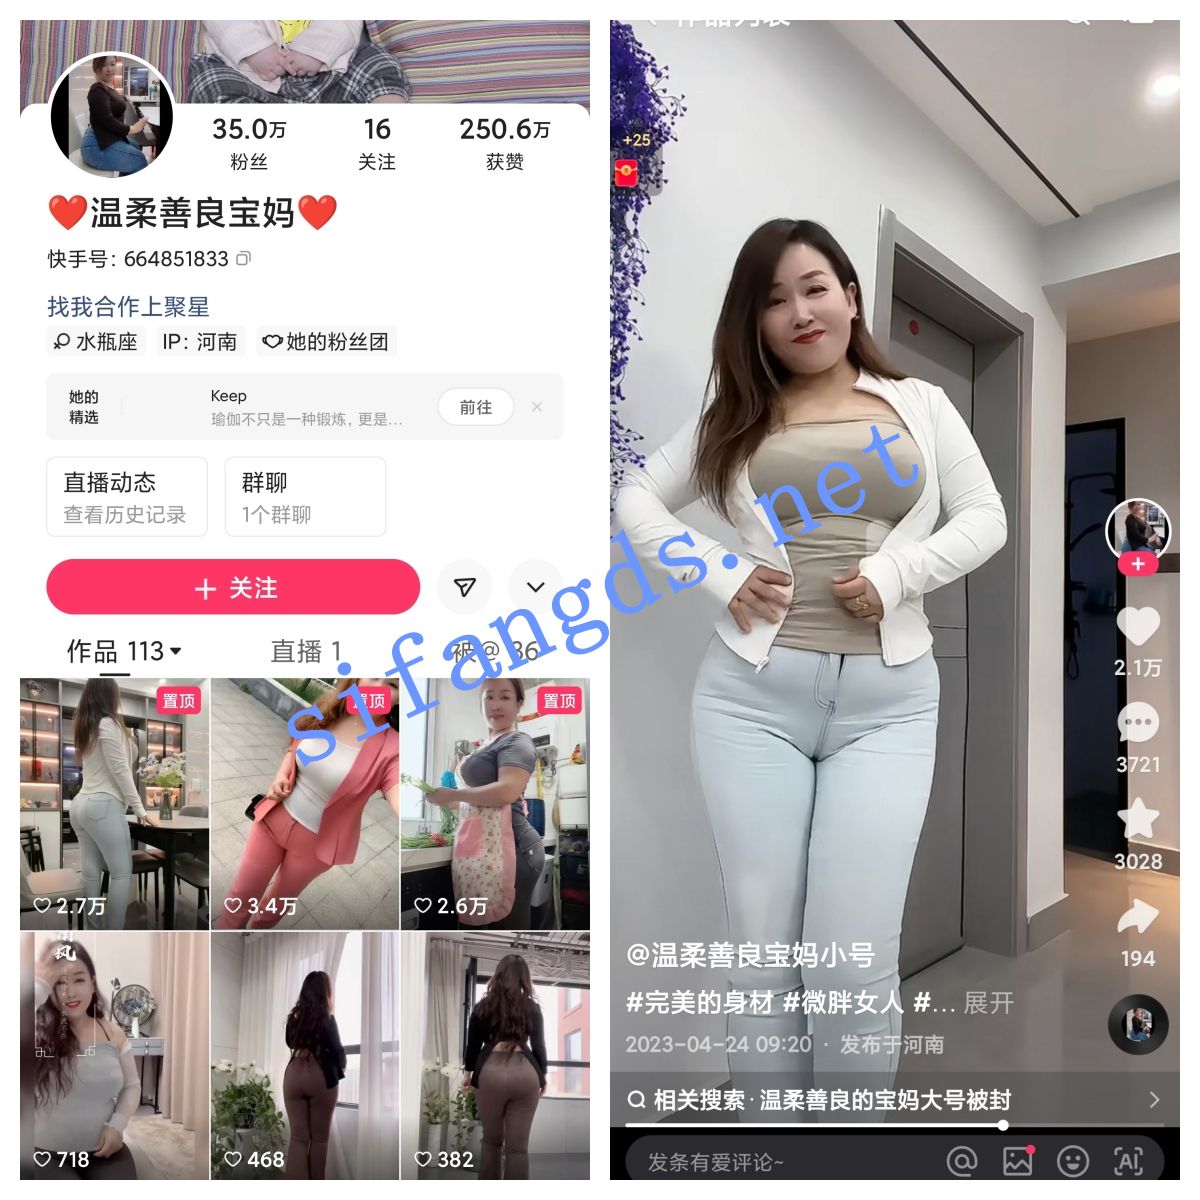 35.0万
粉丝
16
关注
250.6万
获赞
❤️温柔善良宝妈❤️
快手号: 664851833
找我合作上聚星
水瓶座
IP: 河南
她的粉丝团
她的
精选
Keep
瑜伽不只是一种锻炼，更是...
前往
直播动态
查看历史记录
群聊
1个群聊
+ 关注
作品 113
直播 1
被@ 36
置顶
2.7万
置顶
3.4万
置顶
2.6万
718
468
382
+25
2.1万
3721
3028
194
@温柔善良宝妈小号
#完美的身材 #微胖女人 #... 展开
2023-04-24 09:20 · 发布于河南
相关搜索·温柔善良的宝妈大号被封
发条有爱评论~
AI
sifangds.net